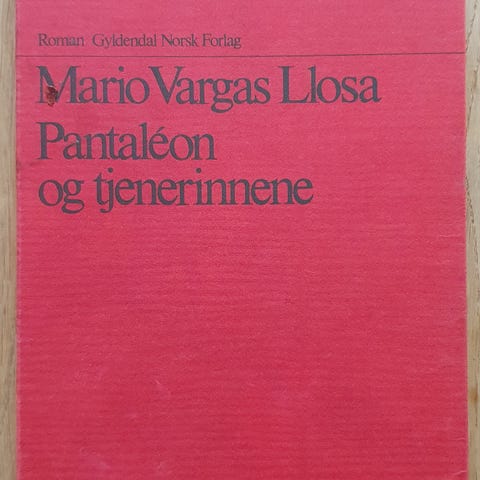 Roman Gyldendal Norsk Forlag
Mario Vargas Llosa
Pantaléon
og tjenerinnene